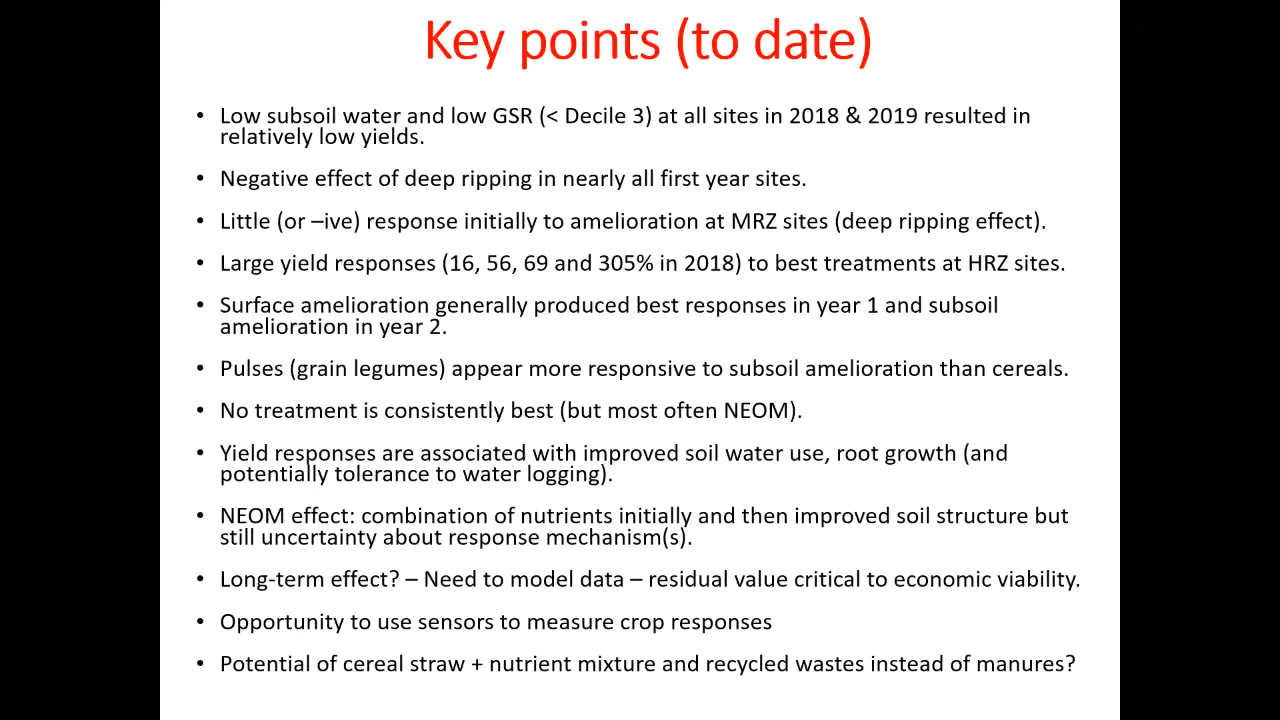 Key points (to date)
• Low subsoil water and low GSR (< Decile 3) at all sites in 2018 & 2019 resulted in
relatively low yields.
• Negative effect of deep ripping in nearly all first year sites.
• Little (or –ive) response initially to amelioration at MRZ sites (deep ripping effect).
• Large yield responses (16, 56, 69 and 305% in 2018) to best treatments at HRZ sites.
• Surface amelioration generally produced best responses in year 1 and subsoil
amelioration in year 2.
• Pulses (grain legumes) appear more responsive to subsoil amelioration than cereals.
• No treatment is consistently best (but most often NEOM).
• Yield responses are associated with improved soil water use, root growth (and
potentially tolerance to water logging).
• NEOM effect: combination of nutrients initially and then improved soil structure but
still uncertainty about response mechanism(s).
• Long-term effect? – Need to model data – residual value critical to economic viability.
• Opportunity to use sensors to measure crop responses
• Potential of cereal straw + nutrient mixture and recycled wastes instead of manures?